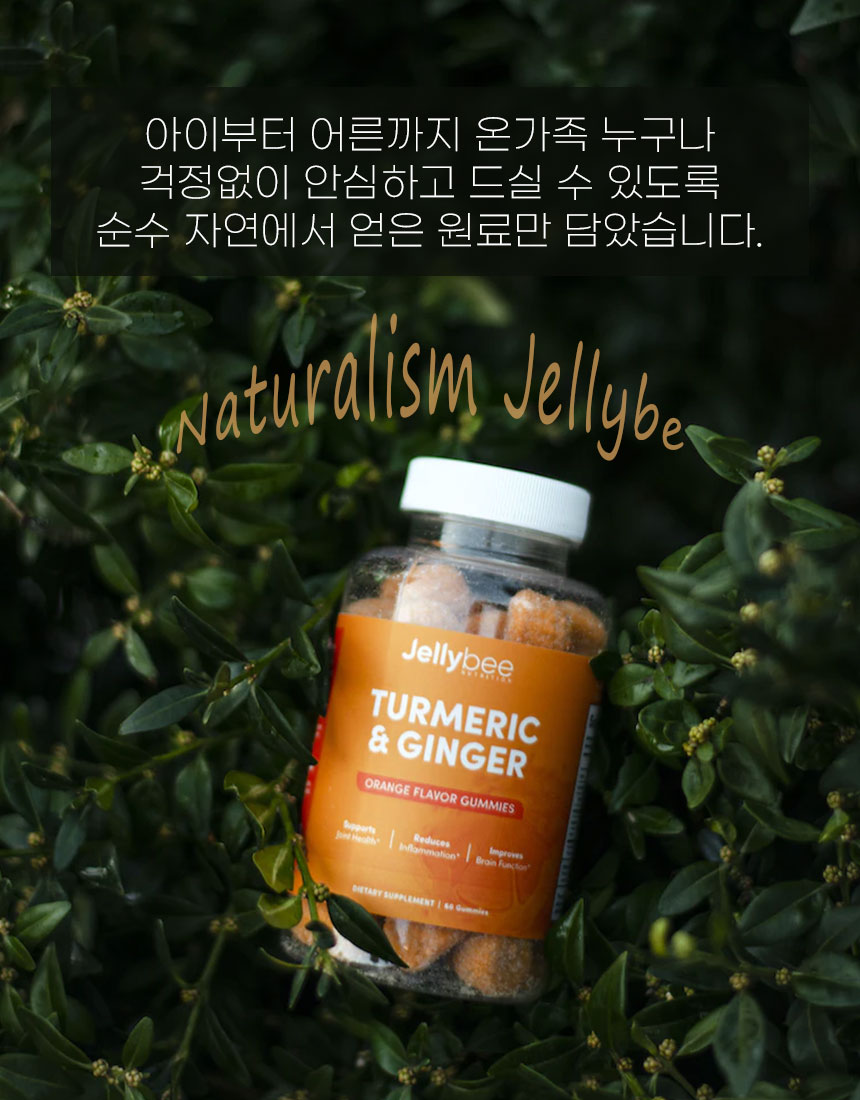 아이부터 어른까지 온가족 누구나
걱정없이 안심하고 드실 수 있도록
순수 자연에서 얻은 원료만 담았습니다.
Naturalism Jellybe
Jellybee
NUTRITION
TURMERIC
& GINGER
ORANGE FLAVOR GUMMIES
Supports
Joint Health*
Reduces
Inflammation*
Improves
Brain Function*
DIETARY SUPPLEMENT | 60 Gummies